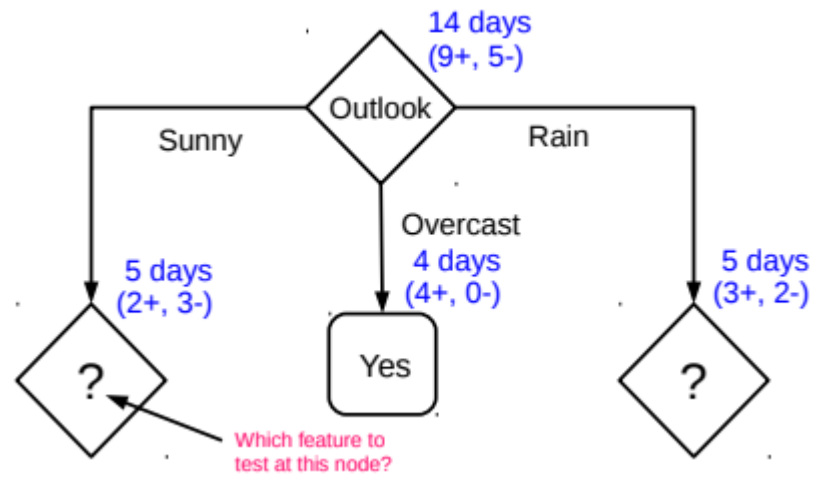 14 days
(9+, 5-)
Outlook
Sunny
Rain
Overcast
5 days
(2+, 3-)
4 days
(4+, 0-)
5 days
(3+, 2-)
?
Yes
?
Which feature to
test at this node?